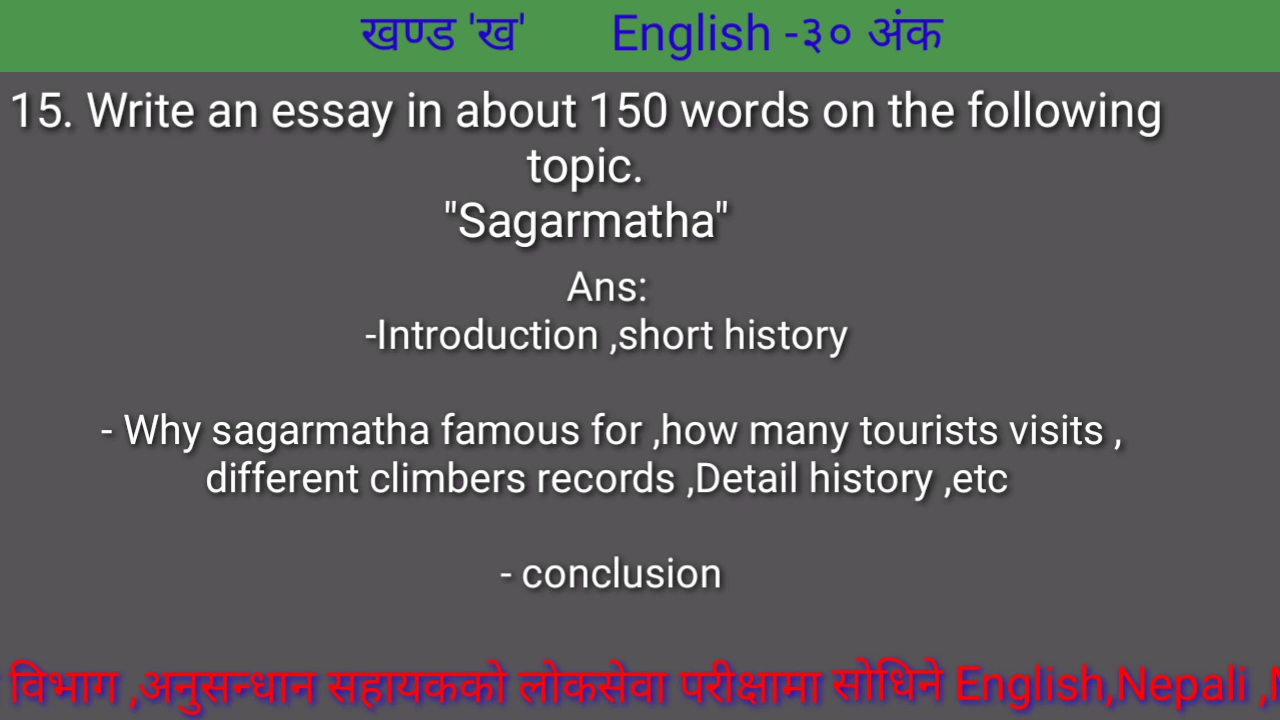 खण्ड 'ख' English -३० अंक
15. Write an essay in about 150 words on the following
topic.
"Sagarmatha"
Ans:
-Introduction ,short history
- Why sagarmatha famous for ,how many tourists visits ,
different climbers records ,Detail history ,etc
- conclusion
विभाग ,अनुसन्धान सहायकको लोकसेवा परीक्षामा सोधिने English,Nepali ,